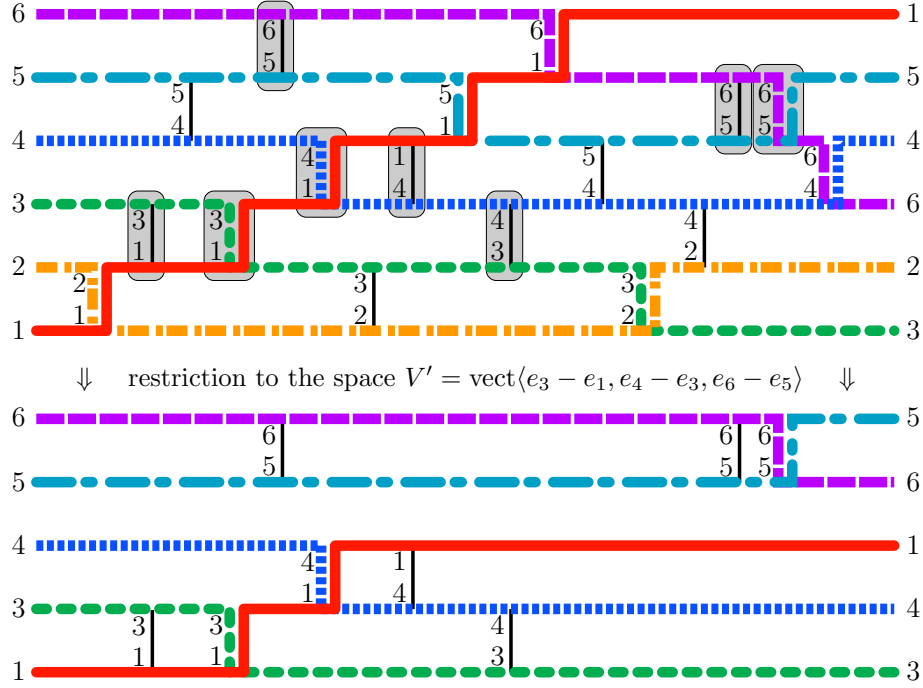 6 6 6 1
5 1
5 5 6 6 5
5 5 5 5
4 1
4 4 1 5 6 4
1 4 4 4
3 3 3 4 4 6
1 1 3 2
2 2 3 3 2
1 2 2
1 3
⇓ restriction to the space V′ = vect⟨e₃ − e₁, e₄ − e₃, e₆ − e₅⟩ ⇓
6 6 6 6 5
5 5 5
5 6
4 4 1 1
1 4
3 3 3 4 4
1 1 3
1 3